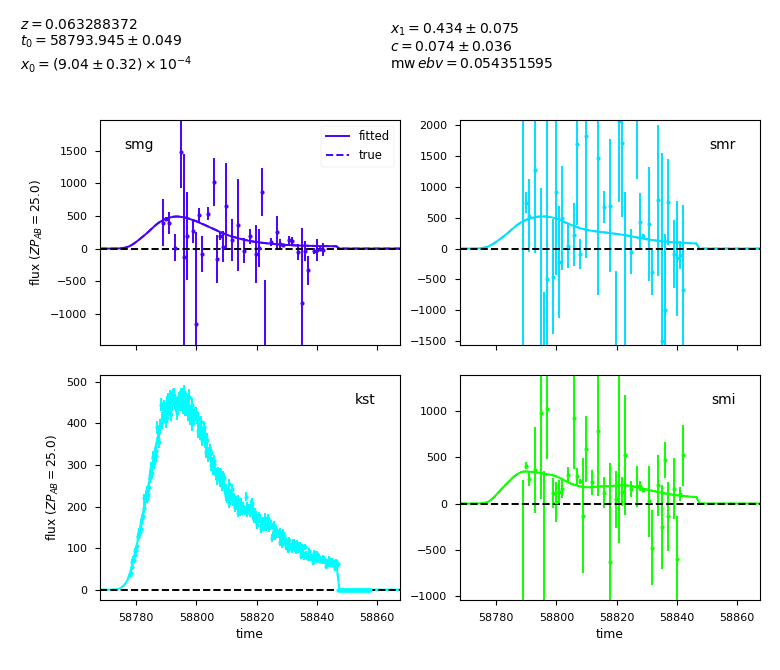 z = 0.063288372
t₀ = 58793.945 ± 0.049
x₀ = (9.04 ± 0.32) × 10⁻⁴
x₁ = 0.434 ± 0.075
c = 0.074 ± 0.036
mw ebv = 0.054351595
smg
fitted
true
1500
1000
500
0
−500
−1000
flux (ZP_AB = 25.0)
smr
2000
1500
1000
500
0
−500
−1000
−1500
kst
500
400
300
200
100
0
flux (ZP_AB = 25.0)
58780 58800 58820 58840 58860
time
smi
1000
500
0
−500
−1000
58780 58800 58820 58840 58860
time